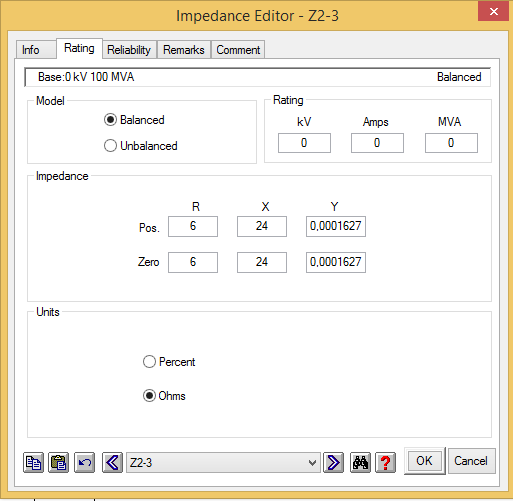 Impedance Editor - Z2-3
Info Rating Reliability Remarks Comment
Base:0 kV 100 MVA Balanced
Model
Balanced
Unbalanced
Rating
kV Amps MVA
0 0 0
Impedance
R X Y
Pos. 6 24 0,0001627
Zero 6 24 0,0001627
Units
Percent
Ohms
Z2-3 ? OK Cancel